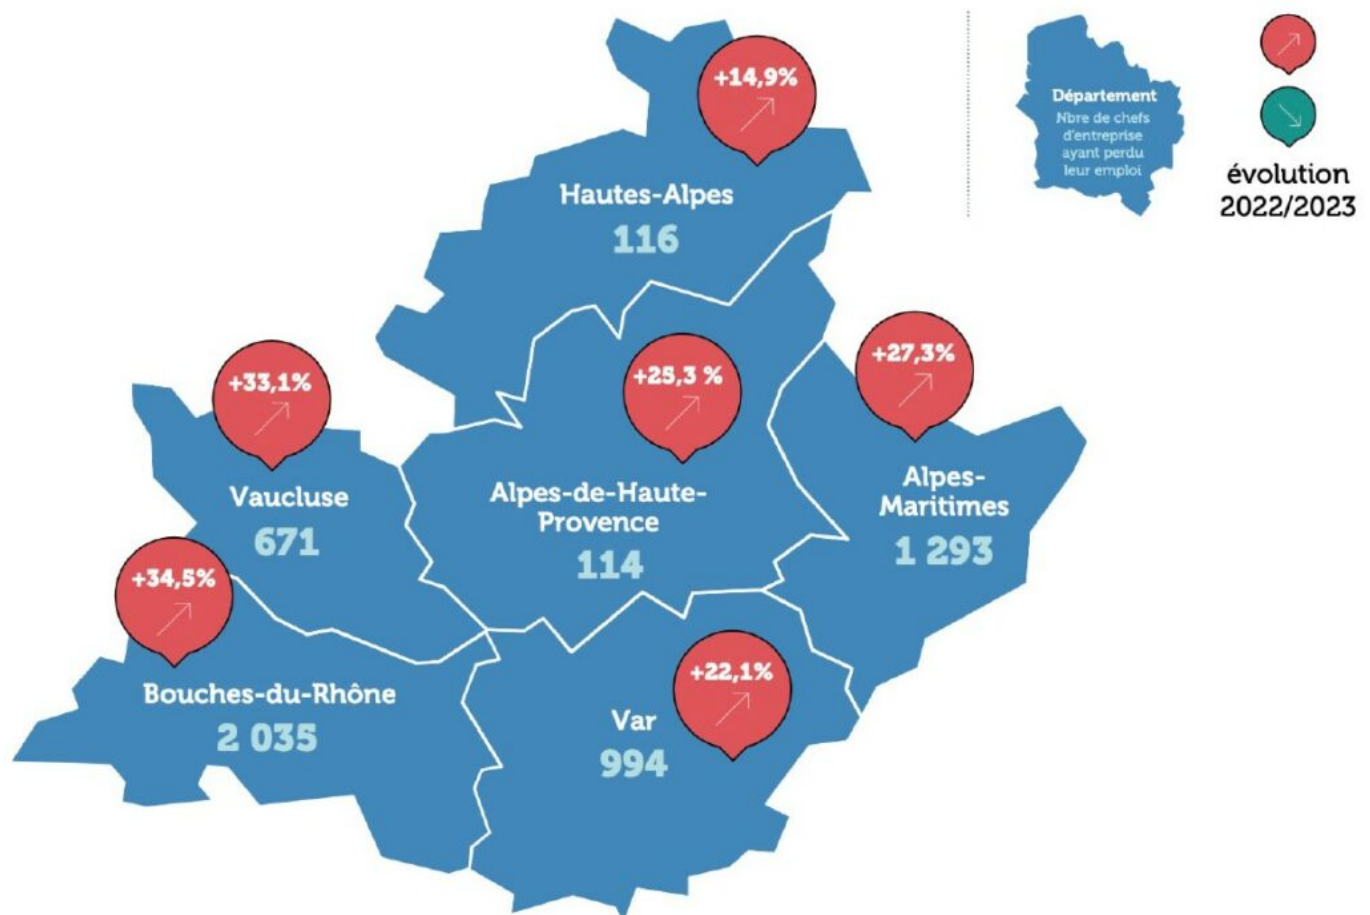 +14,9%
Hautes-Alpes
116
Département
Nbre de chefs
d'entreprise
ayant perdu
leur emploi
évolution
2022/2023
+33,1%
Vaucluse
671
+25,3 %
Alpes-de-Haute-
Provence
114
+27,3%
Alpes-
Maritimes
1 293
+34,5%
Bouches-du-Rhône
2 035
+22,1%
Var
994